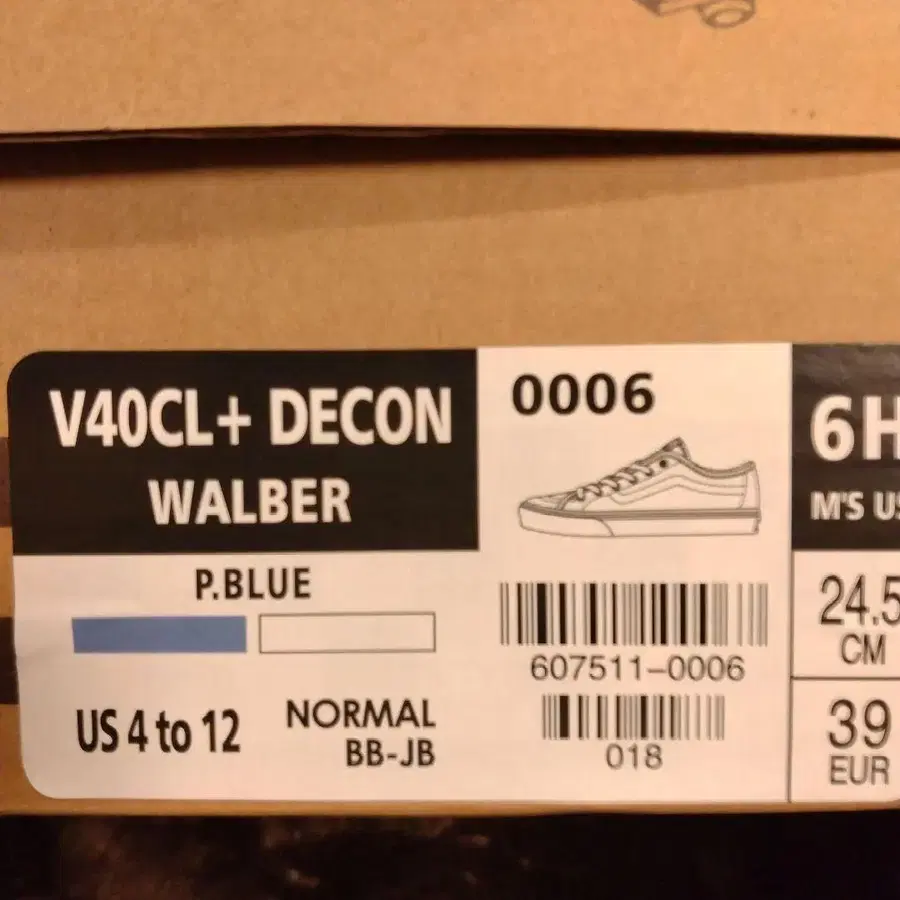 V40CL+ DECON
WALBER
P.BLUE
US 4 to 12
NORMAL
BB-JB
0006
607511-0006
018
6H
M'S US
24.5
CM
39
EUR